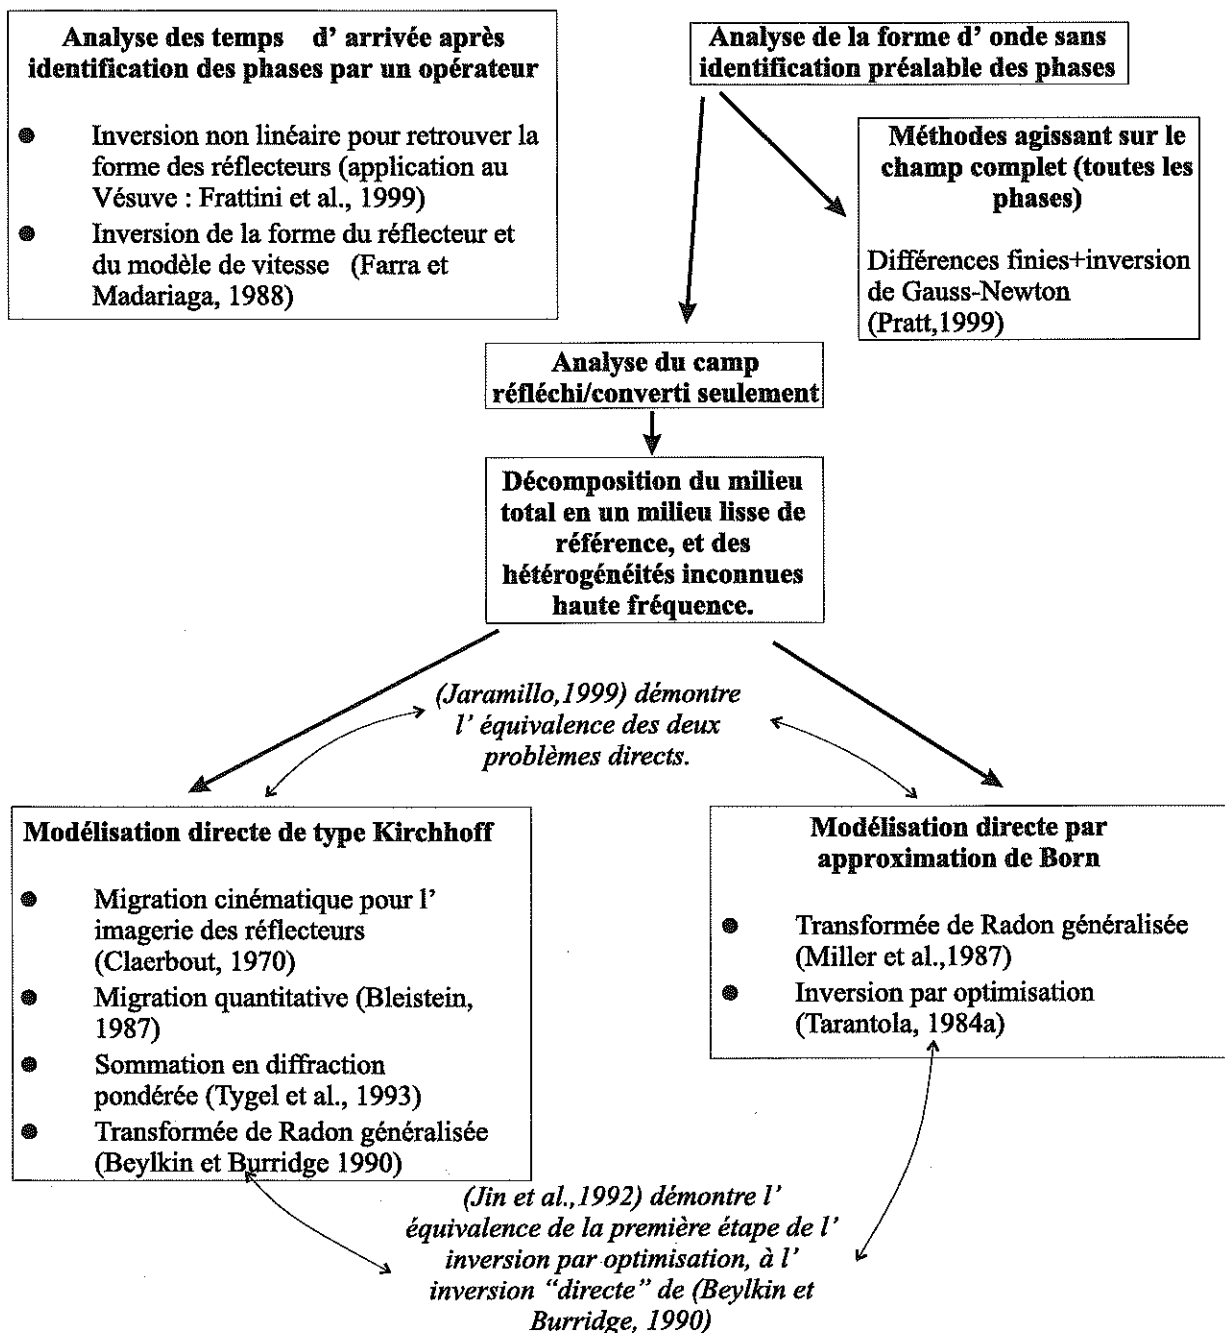 Analyse des temps d' arrivée après
identification des phases par un opérateur
● Inversion non linéaire pour retrouver la
forme des réflecteurs (application au
Vésuve : Frattini et al., 1999)
● Inversion de la forme du réflecteur et
du modèle de vitesse (Farra et
Madariaga, 1988)
Analyse de la forme d' onde sans
identification préalable des phases
Méthodes agissant sur le
champ complet (toutes les
phases)
Différences finies+inversion
de Gauss-Newton
(Pratt,1999)
Analyse du camp
réfléchi/converti seulement
Décomposition du milieu
total en un milieu lisse de
référence, et des
hétérogénéités inconnues
haute fréquence.
(Jaramillo,1999) démontre
l' équivalence des deux
problèmes directs.
Modélisation directe de type Kirchhoff
● Migration cinématique pour l'
imagerie des réflecteurs
(Claerbout, 1970)
● Migration quantitative (Bleistein,
1987)
● Sommation en diffraction
pondérée (Tygel et al., 1993)
● Transformée de Radon généralisée
(Beylkin et Burridge 1990)
Modélisation directe par
approximation de Born
● Transformée de Radon généralisée
(Miller et al.,1987)
● Inversion par optimisation
(Tarantola, 1984a)
(Jin et al.,1992) démontre l'
équivalence de la première étape de l'
inversion par optimisation, à l'
inversion “directe” de (Beylkin et
Burridge, 1990)